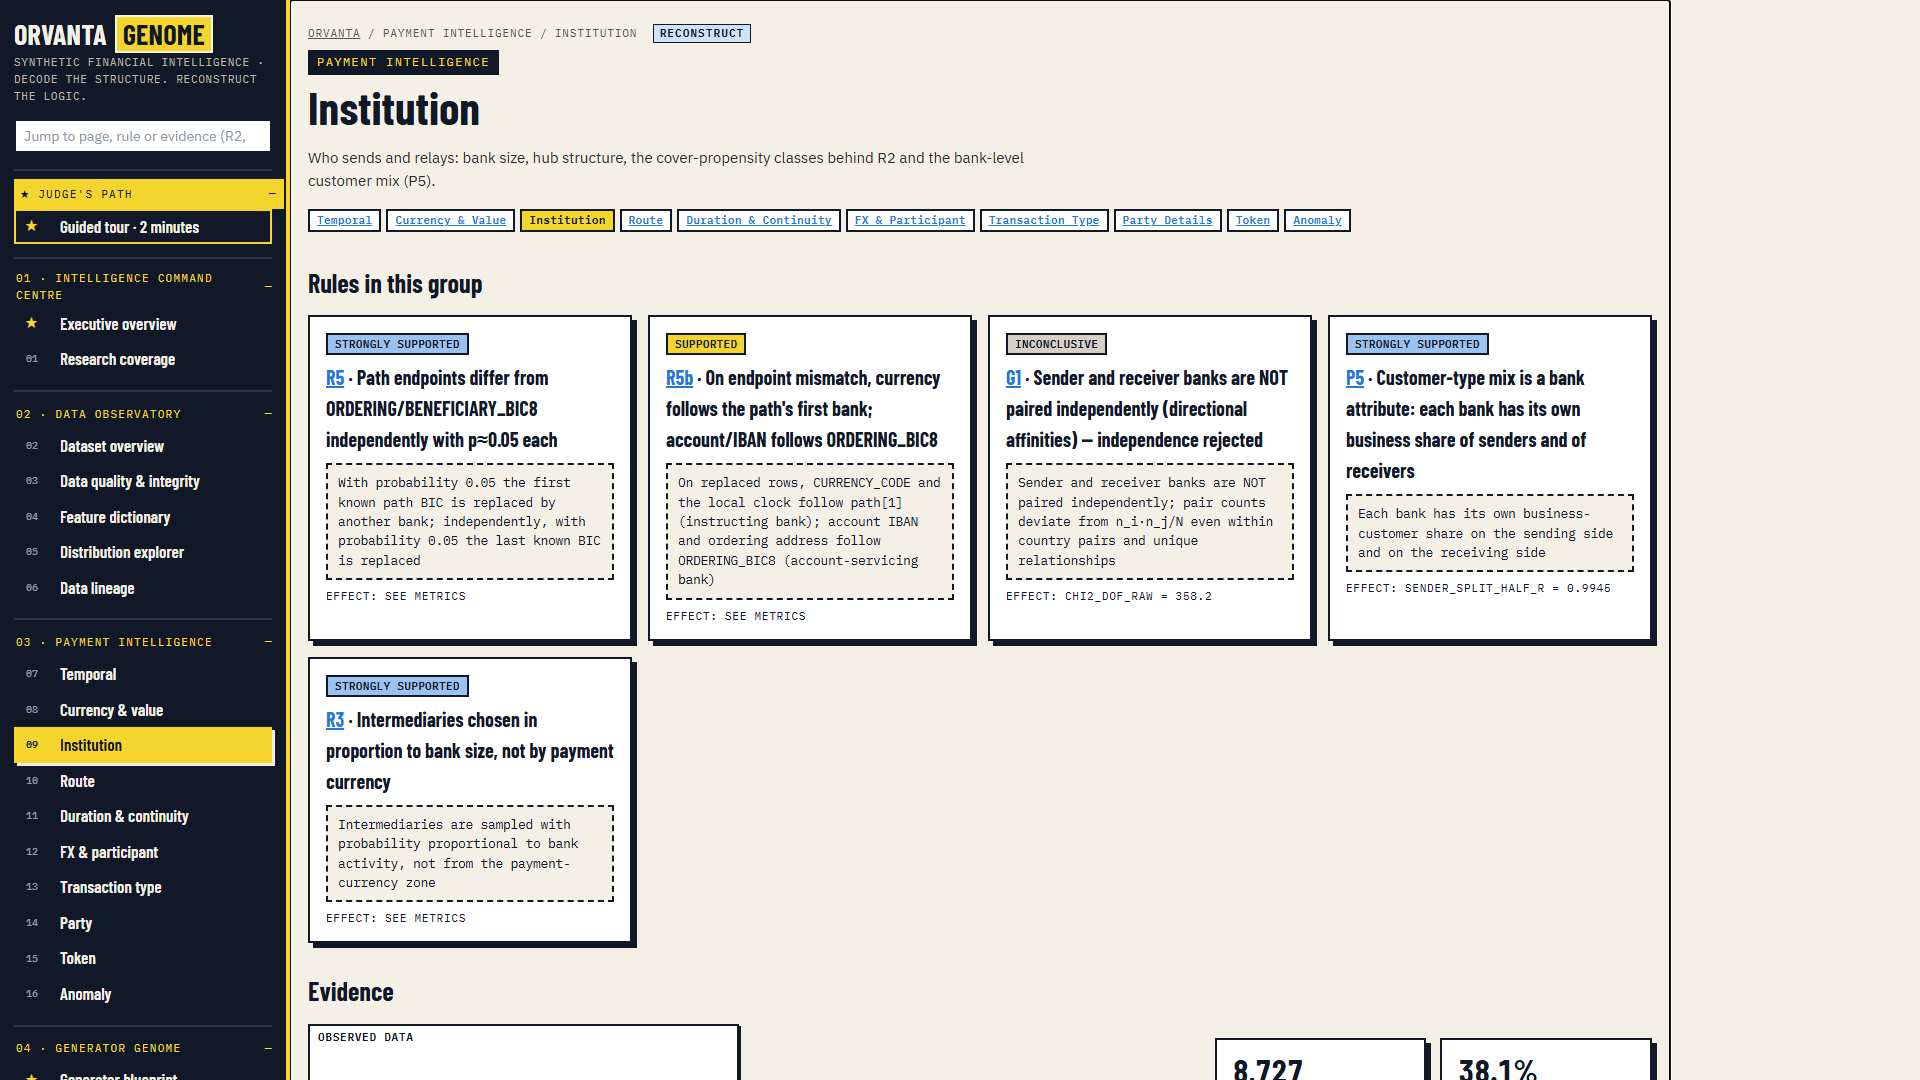 ORVANTA GENOME
SYNTHETIC FINANCIAL INTELLIGENCE ·
DECODE THE STRUCTURE. RECONSTRUCT
THE LOGIC.
Jump to page, rule or evidence (R2,
★ JUDGE'S PATH –
★ Guided tour · 2 minutes
01 · INTELLIGENCE COMMAND
CENTRE –
★ Executive overview
01 Research coverage
02 · DATA OBSERVATORY –
02 Dataset overview
03 Data quality & integrity
04 Feature dictionary
05 Distribution explorer
06 Data lineage
03 · PAYMENT INTELLIGENCE –
07 Temporal
08 Currency & value
09 Institution
10 Route
11 Duration & continuity
12 FX & participant
13 Transaction type
14 Party
15 Token
16 Anomaly
04 · GENERATOR GENOME –
★ Generator blueprint
ORVANTA / PAYMENT INTELLIGENCE / INSTITUTION RECONSTRUCT
PAYMENT INTELLIGENCE
Institution
Who sends and relays: bank size, hub structure, the cover-propensity classes behind R2 and the bank-level
customer mix (P5).
Temporal Currency & Value Institution Route Duration & Continuity FX & Participant Transaction Type Party Details Token Anomaly
Rules in this group
STRONGLY SUPPORTED
R5 · Path endpoints differ from
ORDERING/BENEFICIARY_BIC8
independently with p≈0.05 each
With probability 0.05 the first
known path BIC is replaced by
another bank; independently, with
probability 0.05 the last known BIC
is replaced
EFFECT: SEE METRICS
SUPPORTED
R5b · On endpoint mismatch, currency
follows the path's first bank;
account/IBAN follows ORDERING_BIC8
On replaced rows, CURRENCY_CODE and
the local clock follow path[1]
(instructing bank); account IBAN
and ordering address follow
ORDERING_BIC8 (account-servicing
bank)
EFFECT: SEE METRICS
INCONCLUSIVE
G1 · Sender and receiver banks are NOT
paired independently (directional
affinities) — independence rejected
Sender and receiver banks are NOT
paired independently; pair counts
deviate from n_i·n_j/N even within
country pairs and unique
relationships
EFFECT: CHI2_DOF_RAW = 358.2
STRONGLY SUPPORTED
P5 · Customer-type mix is a bank
attribute: each bank has its own
business share of senders and of
receivers
Each bank has its own business-
customer share on the sending side
and on the receiving side
EFFECT: SENDER_SPLIT_HALF_R = 0.9945
STRONGLY SUPPORTED
R3 · Intermediaries chosen in
proportion to bank size, not by payment
currency
Intermediaries are sampled with
probability proportional to bank
activity, not from the payment-
currency zone
EFFECT: SEE METRICS
Evidence
OBSERVED DATA
8,727
38.1%